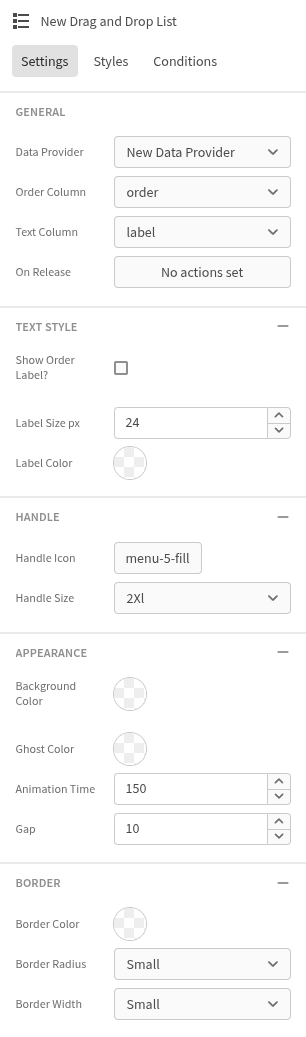 New Drag and Drop List
Settings Styles Conditions
GENERAL
Data Provider New Data Provider
Order Column order
Text Column label
On Release No actions set
TEXT STYLE
Show Order
Label?
Label Size px 24
Label Color
HANDLE
Handle Icon menu-5-fill
Handle Size 2Xl
APPEARANCE
Background
Color
Ghost Color
Animation Time 150
Gap 10
BORDER
Border Color
Border Radius Small
Border Width Small